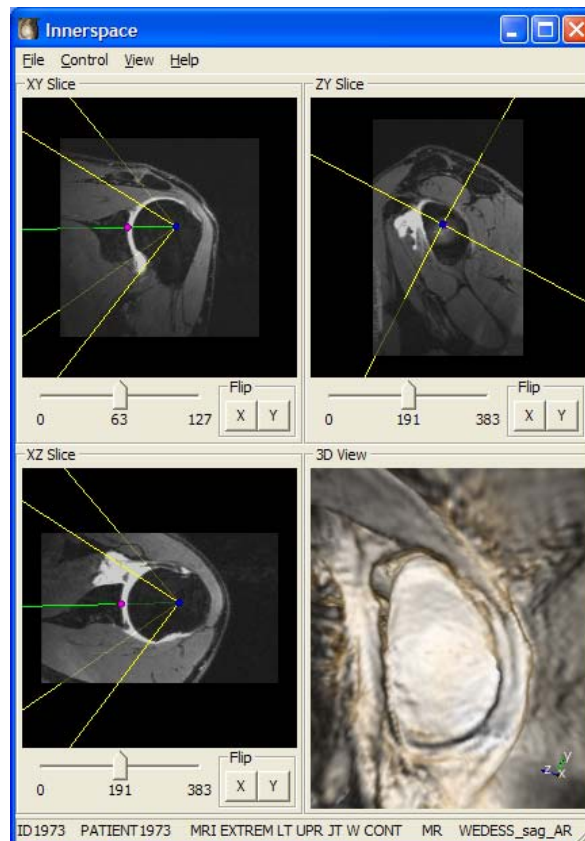 Innerspace
File Control View Help
XY Slice
ZY Slice
Flip
0 63 127 X Y
Flip
0 191 383 X Y
XZ Slice
3D View
Flip
0 191 383 X Y
y
z x
ID1973 PATIENT1973 MRI EXTREM LT UPR JT W CONT MR WEDESS_sag_AR